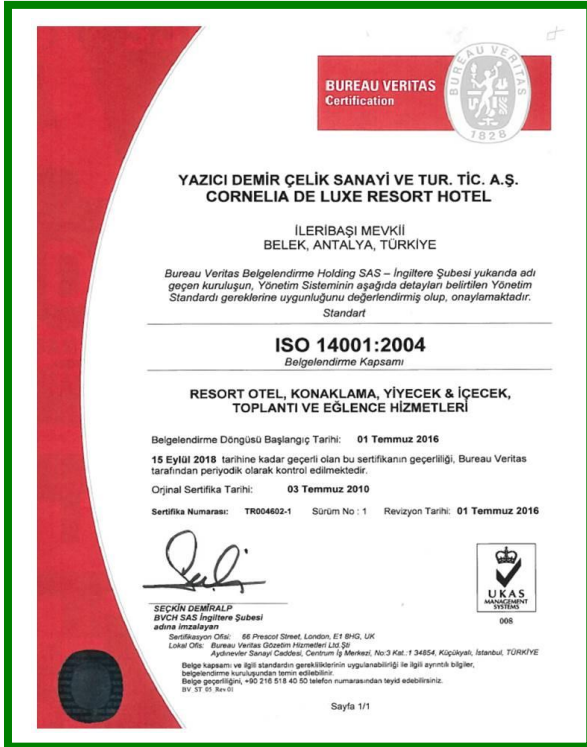 BUREAU VERITAS
Certification
BUREAU VERITAS
1828
YAZICI DEMİR ÇELİK SANAYİ VE TUR. TİC. A.Ş.
CORNELIA DE LUXE RESORT HOTEL
İLERİBAŞI MEVKİİ
BELEK, ANTALYA, TÜRKİYE
Bureau Veritas Belgelendirme Holding SAS – İngiltere Şubesi yukarıda adı
geçen kuruluşun, Yönetim Sisteminin aşağıda detayları belirtilen Yönetim
Standardı gereklerine uygunluğunu değerlendirmiş olup, onaylamaktadır.
Standart
ISO 14001:2004
Belgelendirme Kapsamı
RESORT OTEL, KONAKLAMA, YİYECEK & İÇECEK,
TOPLANTI VE EĞLENCE HİZMETLERİ
Belgelendirme Döngüsü Başlangıç Tarihi: 01 Temmuz 2016
15 Eylül 2018 tarihine kadar geçerli olan bu sertifikanın geçerliliği, Bureau Veritas
tarafından periyodik olarak kontrol edilmektedir.
Orjinal Sertifika Tarihi: 03 Temmuz 2010
Sertifika Numarası: TR004602-1 Sürüm No : 1 Revizyon Tarihi: 01 Temmuz 2016
SEÇKİN DEMİRALP
BVCH SAS İngiltere Şubesi
adına imzalayan
UKAS
MANAGEMENT
SYSTEMS
008
Sertifikasyon Ofisi: 66 Prescot Street, London, E1 8HG, UK
Lokal Ofis: Bureau Veritas Gözetim Hizmetleri Ltd.Şti
Aydınevler Sanayi Caddesi, Centrum İş Merkezi, No:3 Kat.:1 34854, Küçükyalı, İstanbul, TÜRKİYE
Belge kapsamı ve ilgili standardın gerekliliklerinin uygulanabilirliği ile ilgili ayrıntılı bilgiler,
belgelendirme kuruluşundan temin edilebilinir.
Belge geçerliliğini, +90 216 518 40 50 telefon numarasından teyid edebilirsiniz.
BV_ST_05_Rev.01
Sayfa 1/1